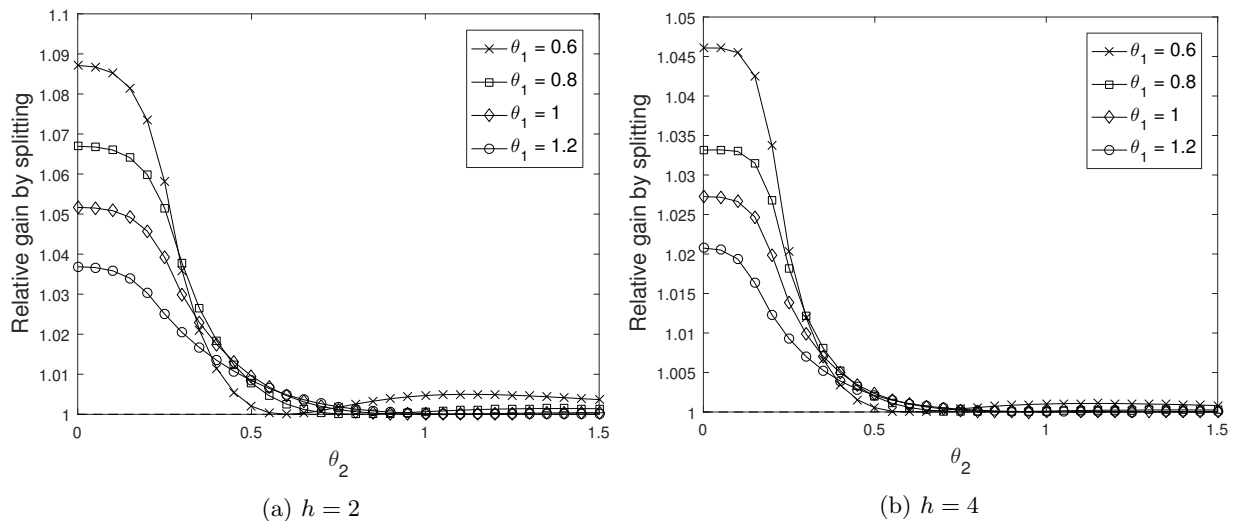 1.1
1.09
1.08
1.07
1.06
1.05
1.04
1.03
1.02
1.01
1
0
0.5
1
1.5
Relative gain by splitting
θ2
θ1 = 0.6
θ1 = 0.8
θ1 = 1
θ1 = 1.2
(a) h = 2
1.05
1.045
1.04
1.035
1.03
1.025
1.02
1.015
1.01
1.005
1
0
0.5
1
1.5
Relative gain by splitting
θ2
θ1 = 0.6
θ1 = 0.8
θ1 = 1
θ1 = 1.2
(b) h = 4